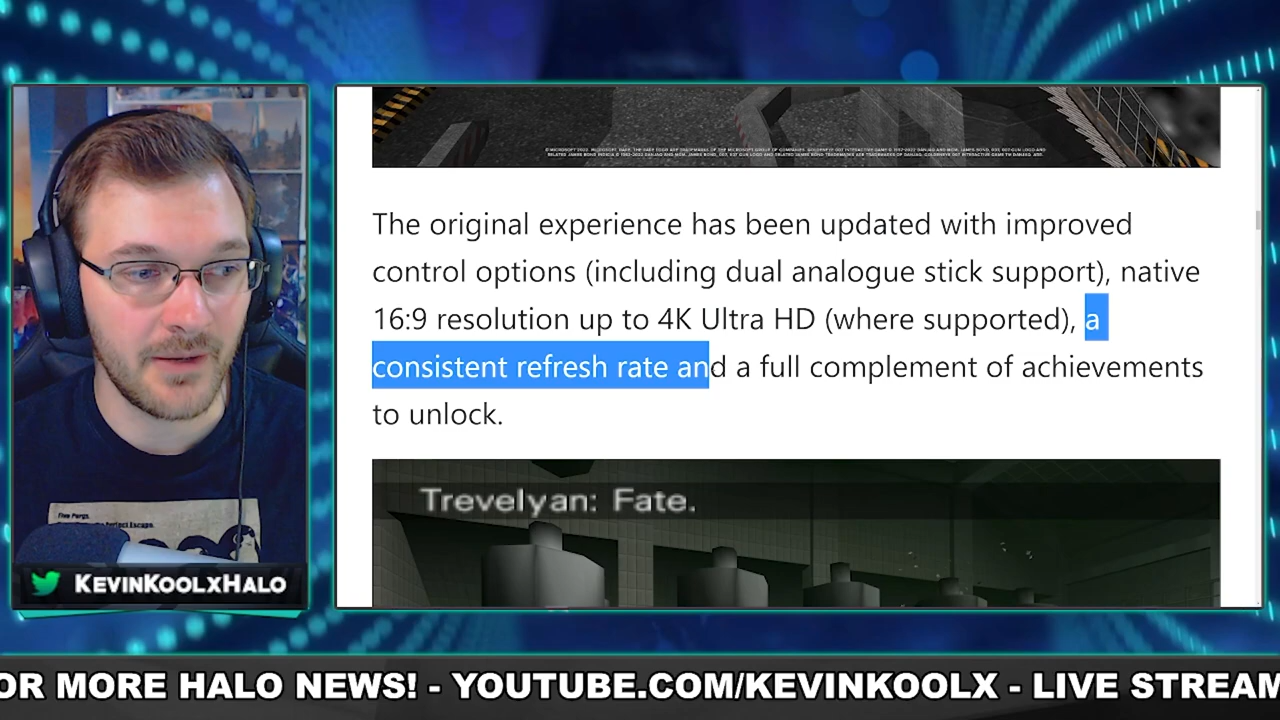 The original experience has been updated with improved
control options (including dual analogue stick support), native
16:9 resolution up to 4K Ultra HD (where supported), a
consistent refresh rate and a full complement of achievements
to unlock.
Trevelyan: Fate.
KEVINKOOLXHALO
OR MORE HALO NEWS! - YOUTUBE.COM/KEVINKOOLX - LIVE STREAM